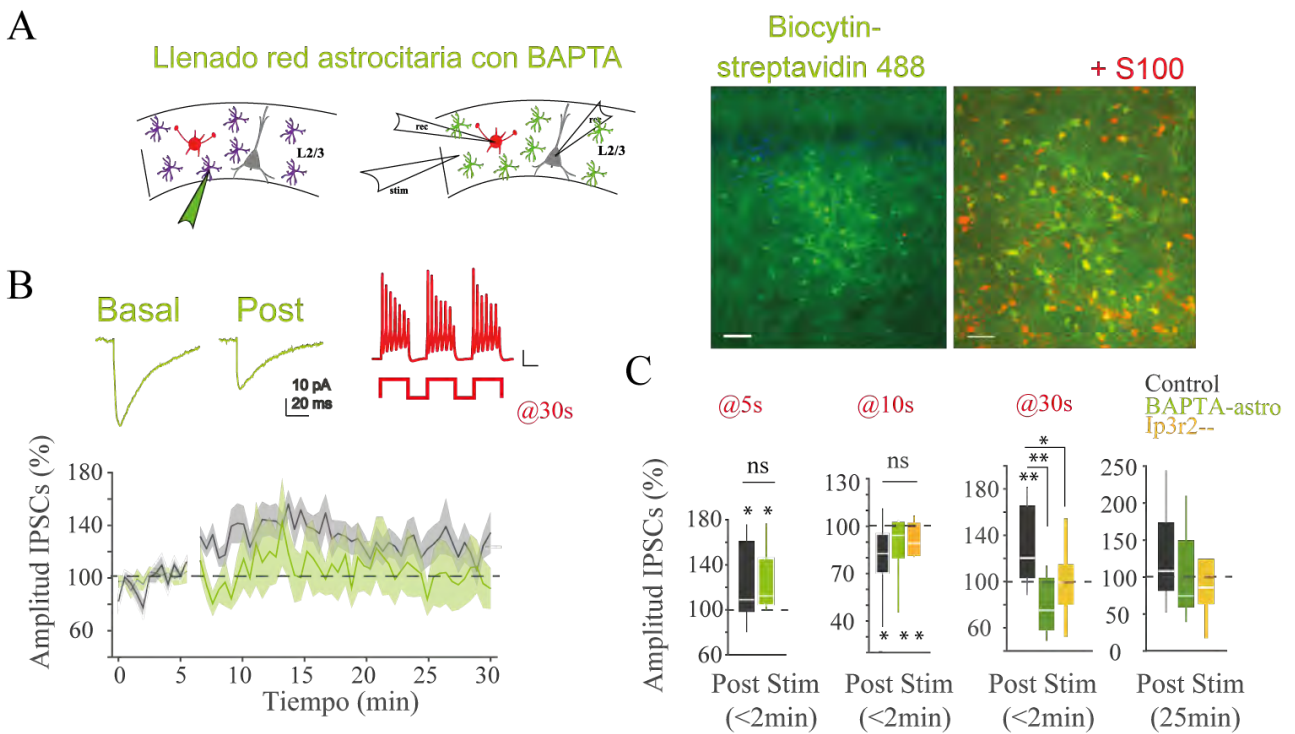 A
Llenado red astrocitaria con BAPTA
rec
rec
L2/3
L2/3
stim
Biocytin-
streptavidin 488
+ S100
B
Basal
Post
10 pA
20 ms
@30s
Amplitud IPSCs (%)
180
140
100
60
0
5
10
15
20
25
30
Tiempo (min)
C
Control
BAPTA-astro
Ip3r2--
@5s
@10s
@30s
Amplitud IPSCs (%)
ns
* *
180
140
100
60
Post Stim
(<2min)
ns
130
100
70
40
* * *
Post Stim
(<2min)
*
**
**
180
140
100
60
Post Stim
(<2min)
250
200
150
100
50
0
Post Stim
(25min)